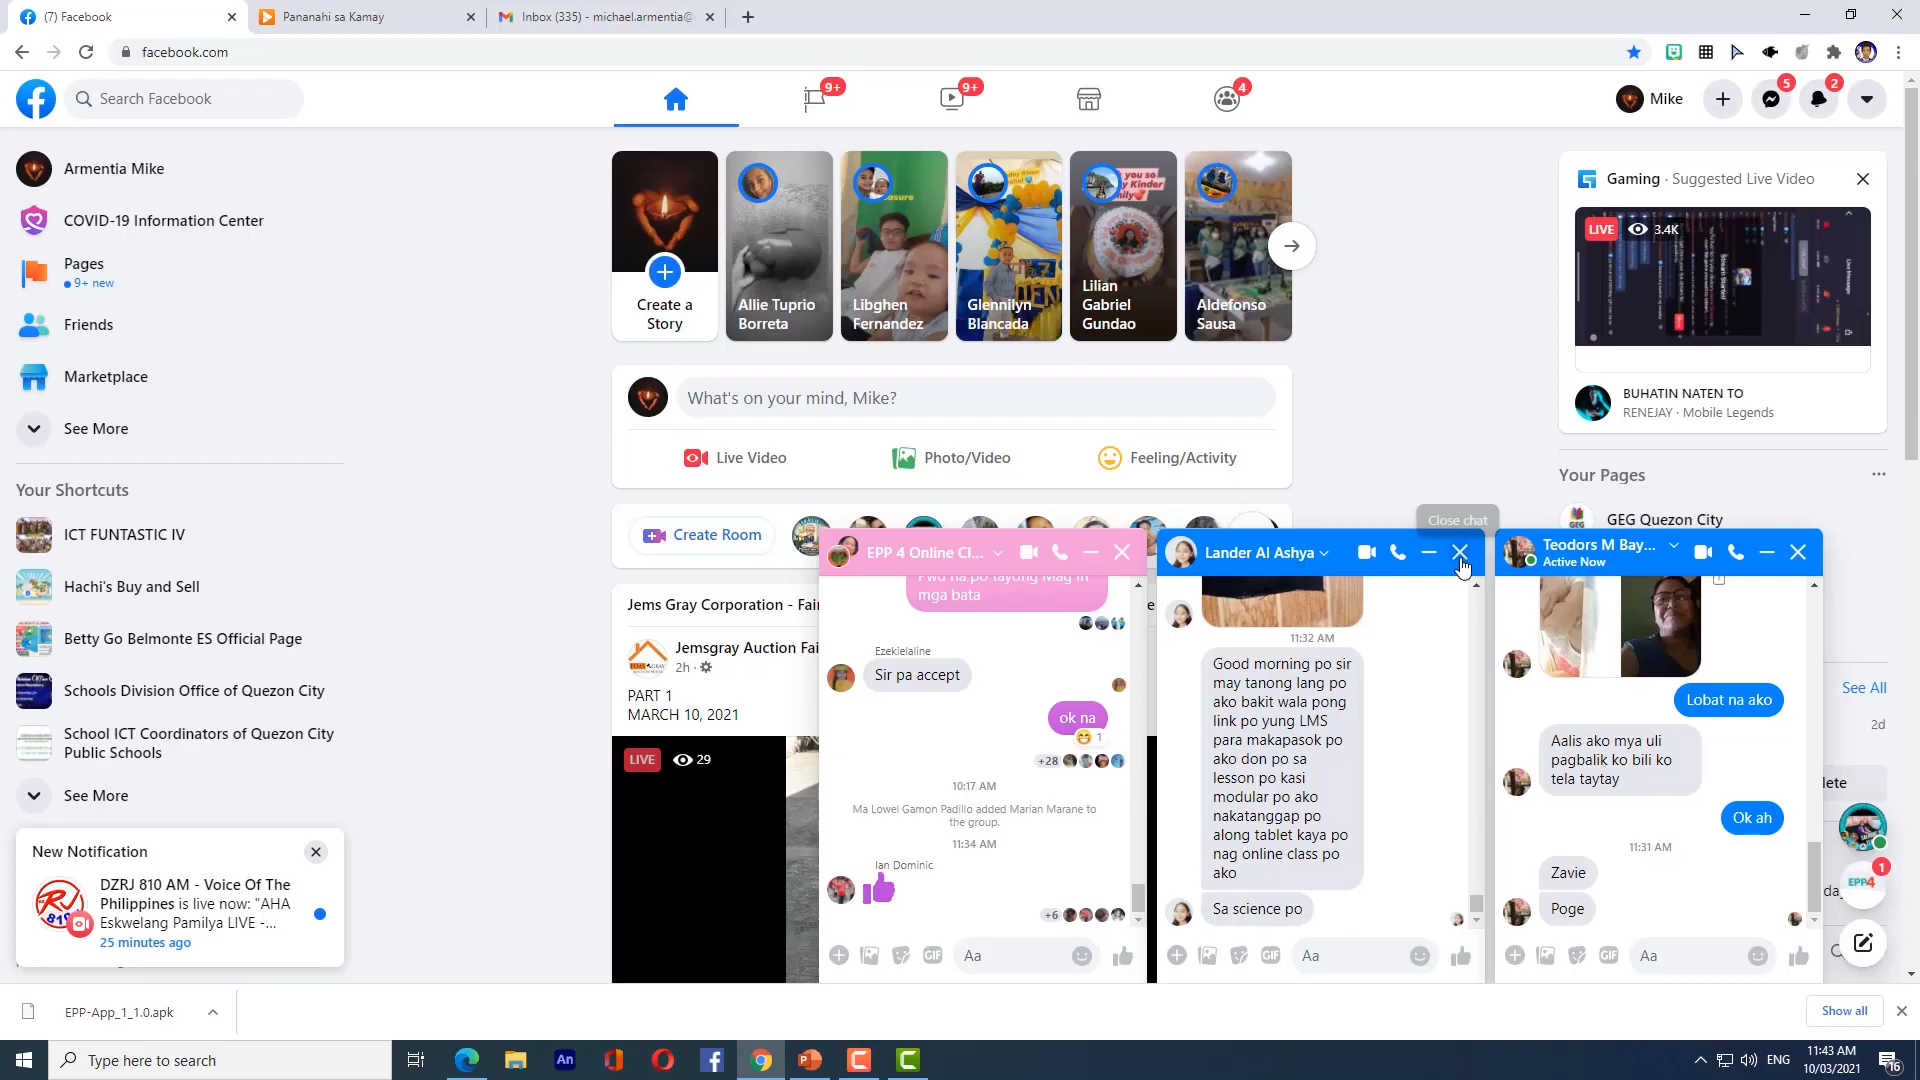 (7) Facebook
Pananahi sa Kamay
Inbox (335) - michael.armentia@
facebook.com
Search Facebook
9+
9+
4
Mike
5
2
Armentia Mike
COVID-19 Information Center
Pages
9+ new
Friends
Marketplace
See More
Your Shortcuts
ICT FUNTASTIC IV
Hachi's Buy and Sell
Betty Go Belmonte ES Official Page
Schools Division Office of Quezon City
School ICT Coordinators of Quezon City
Public Schools
See More
New Notification
DZRJ 810 AM - Voice Of The
Philippines is live now: "AHA
Eskwelang Pamilya LIVE -...
25 minutes ago
Create a
Story
Allie Tuprio
Borreta
Libghen
Fernandez
Glennilyn
Blancada
Lilian
Gabriel
Gundao
Aldefonso
Sausa
What's on your mind, Mike?
Live Video
Photo/Video
Feeling/Activity
Create Room
Jems Gray Corporation - Fai
Jemsgray Auction Fai
2h
PART 1
MARCH 10, 2021
LIVE
29
EPP 4 Online Cl...
mga bata
Ezekielaline
Sir pa accept
ok na
1
+28
10:17 AM
Ma Lowel Gamon Padillo added Marian Marane to
the group.
11:34 AM
Ian Dominic
+6
GIF
Aa
Close chat
Lander Al Ashya
11:32 AM
Good morning po sir
may tanong lang po
ako bakit wala pong
link po yung LMS
para makapasok po
ako don po sa
lesson po kasi
modular po ako
nakatanggap po
along tablet kaya po
nag online class po
ako
Sa science po
GIF
Aa
Teodors M Bay...
Active Now
Lobat na ako
Aalis ako mya uli
pagbalik ko bili ko
tela taytay
Ok ah
11:31 AM
Zavie
Poge
GIF
Aa
Gaming · Suggested Live Video
LIVE
3.4K
BUHATIN NATEN TO
RENEJAY · Mobile Legends
Your Pages
GEG
GEG Quezon City
See All
2d
lete
EPP4
1
EPP-App_1_1.0.apk
Show all
Type here to search
An
ENG
11:43 AM
10/03/2021
16